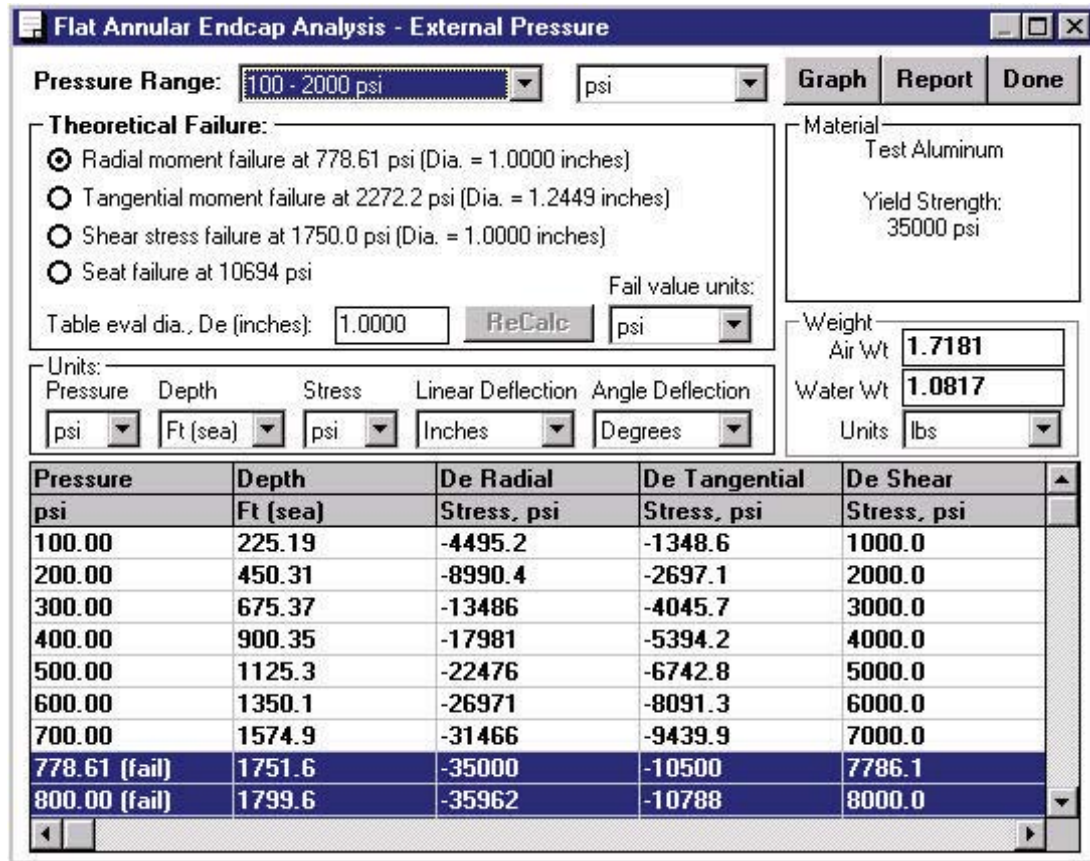 Flat Annular Endcap Analysis - External Pressure
Pressure Range: 100 - 2000 psi psi Graph Report Done
Theoretical Failure:
Radial moment failure at 778.61 psi (Dia. = 1.0000 inches)
Tangential moment failure at 2272.2 psi (Dia. = 1.2449 inches)
Shear stress failure at 1750.0 psi (Dia. = 1.0000 inches)
Seat failure at 10694 psi
Fail value units:
Table eval dia., De (inches): 1.0000 ReCalc psi
Material
Test Aluminum
Yield Strength:
35000 psi
Weight
Air Wt 1.7181
Water Wt 1.0817
Units lbs
Units:
Pressure Depth Stress Linear Deflection Angle Deflection
psi Ft (sea) psi Inches Degrees
Pressure Depth De Radial De Tangential De Shear
psi Ft (sea) Stress, psi Stress, psi Stress, psi
100.00 225.19 -4495.2 -1348.6 1000.0
200.00 450.31 -8990.4 -2697.1 2000.0
300.00 675.37 -13486 -4045.7 3000.0
400.00 900.35 -17981 -5394.2 4000.0
500.00 1125.3 -22476 -6742.8 5000.0
600.00 1350.1 -26971 -8091.3 6000.0
700.00 1574.9 -31466 -9439.9 7000.0
778.61 (fail) 1751.6 -35000 -10500 7786.1
800.00 (fail) 1799.6 -35962 -10788 8000.0